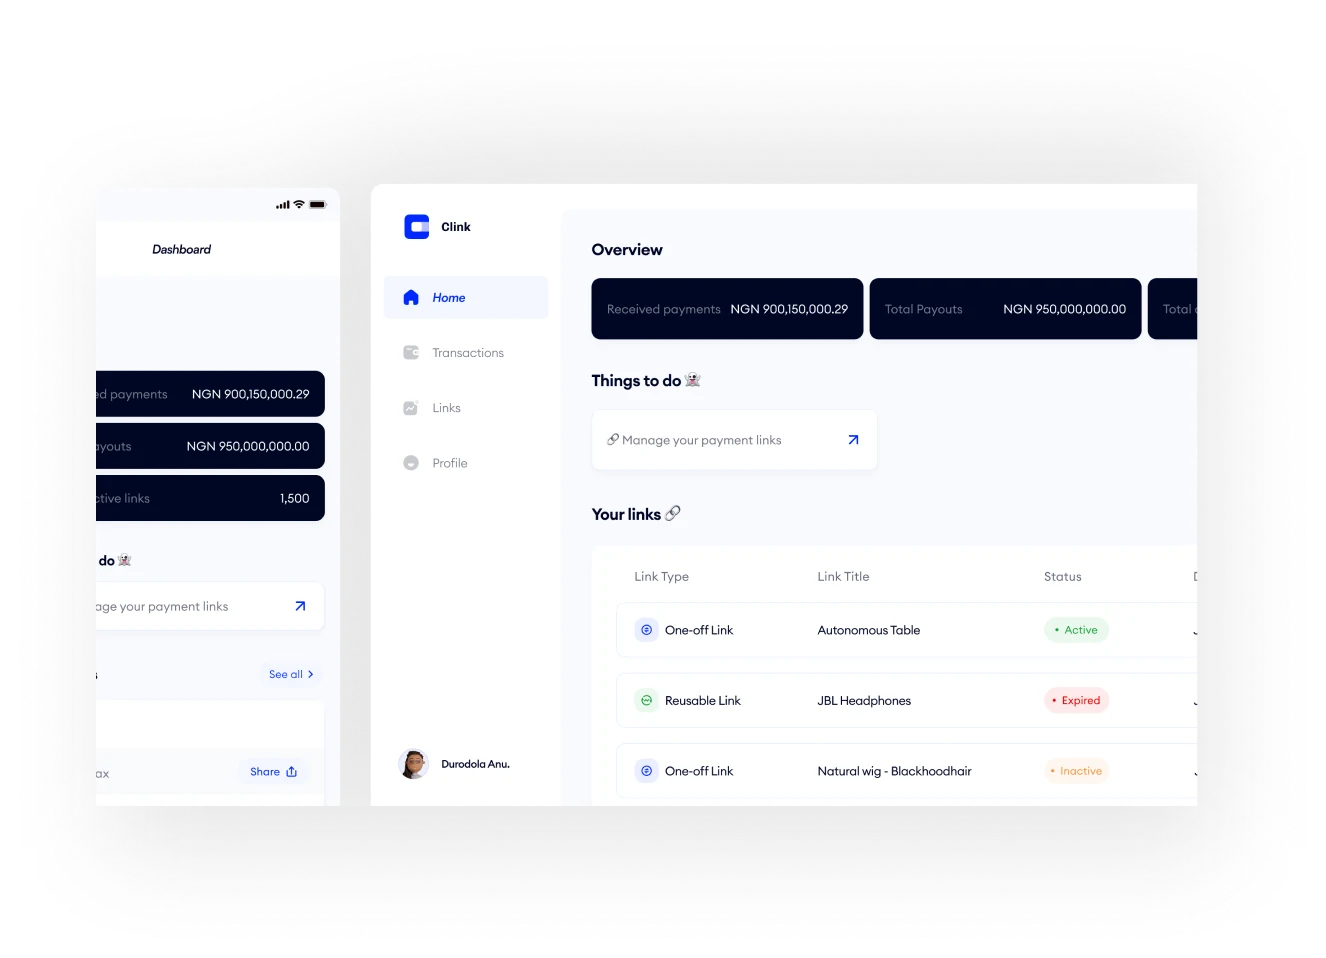 Dashboard
ed payments NGN 900,150,000.29
ayouts NGN 950,000,000.00
ctive links 1,500
do
age your payment links
s See all
ax Share
Clink
Home
Transactions
Links
Profile
Durodola Anu.
Overview
Received payments NGN 900,150,000.29
Total Payouts NGN 950,000,000.00
Total
Things to do
Manage your payment links
Your links
Link Type Link Title Status
One-off Link Autonomous Table Active
Reusable Link JBL Headphones Expired
One-off Link Natural wig - Blackhoodhair Inactive